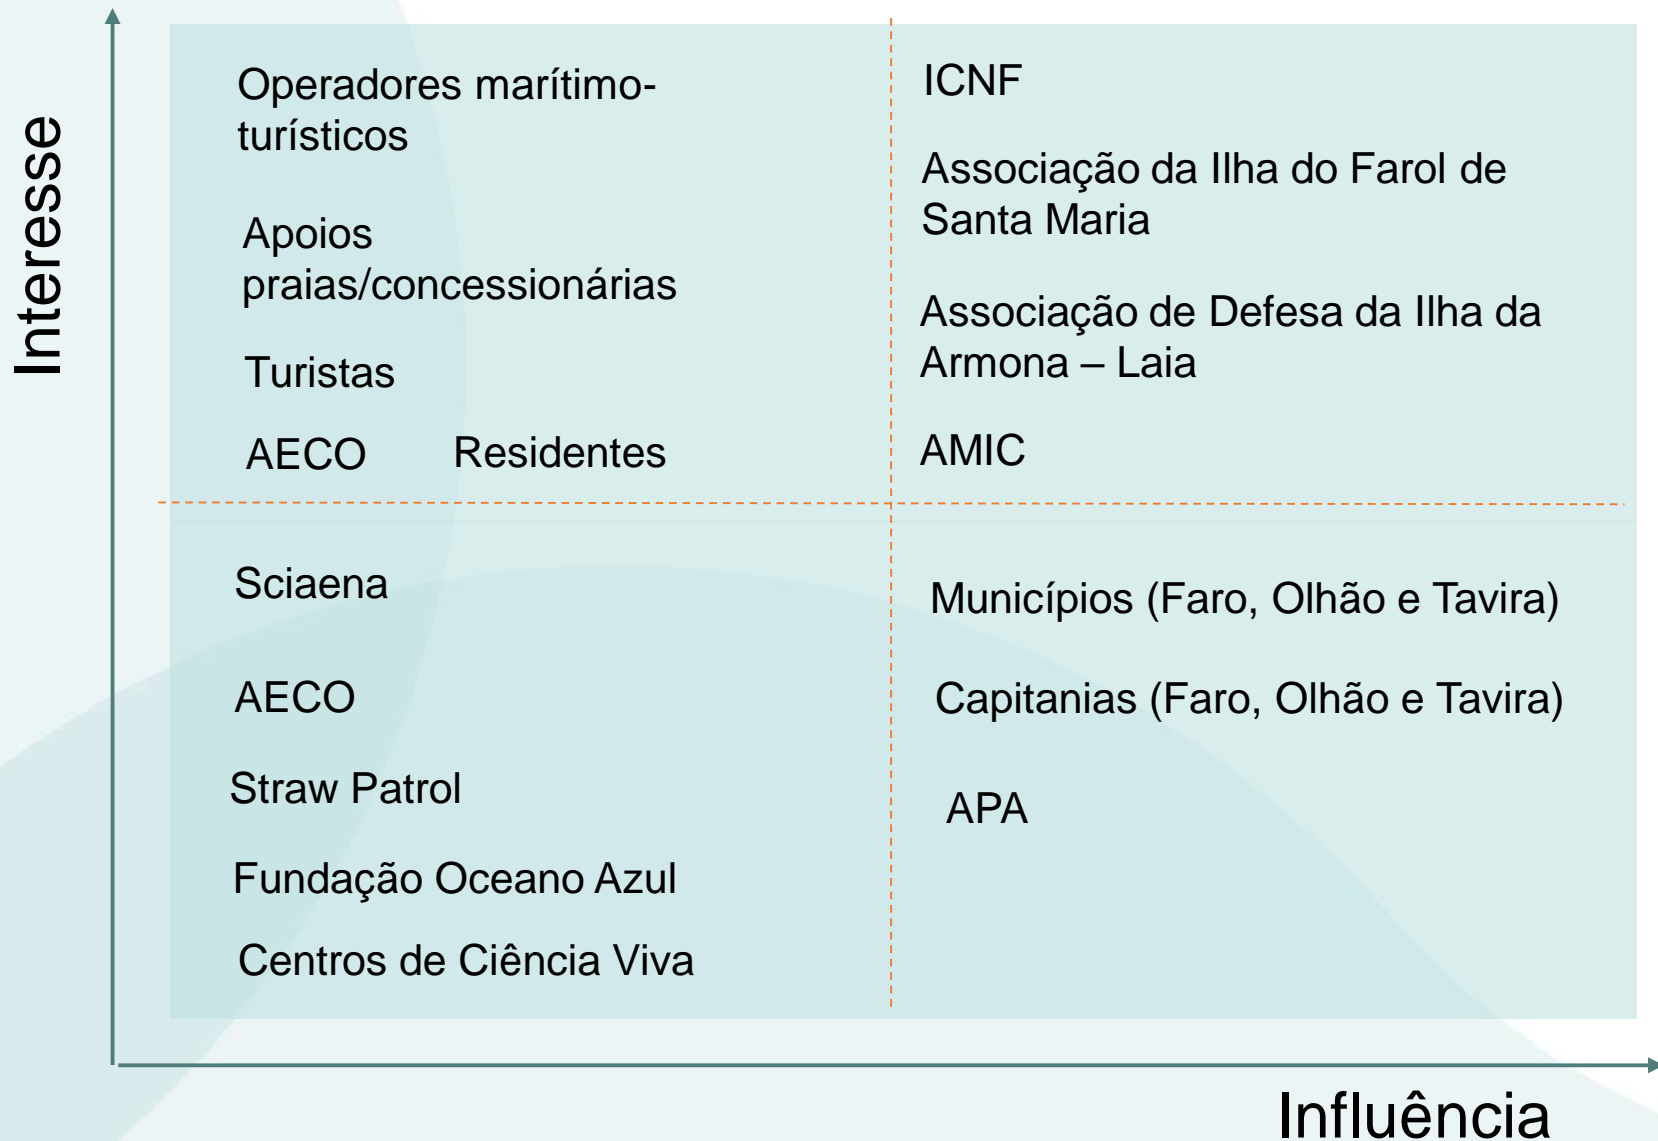 Interesse
Operadores marítimo-
turísticos
Apoios
praias/concessionárias
Turistas
AECO
Residentes
ICNF
Associação da Ilha do Farol de
Santa Maria
Associação de Defesa da Ilha da
Armona – Laia
AMIC
Sciaena
AECO
Straw Patrol
Fundação Oceano Azul
Centros de Ciência Viva
Municípios (Faro, Olhão e Tavira)
Capitanias (Faro, Olhão e Tavira)
APA
Influência